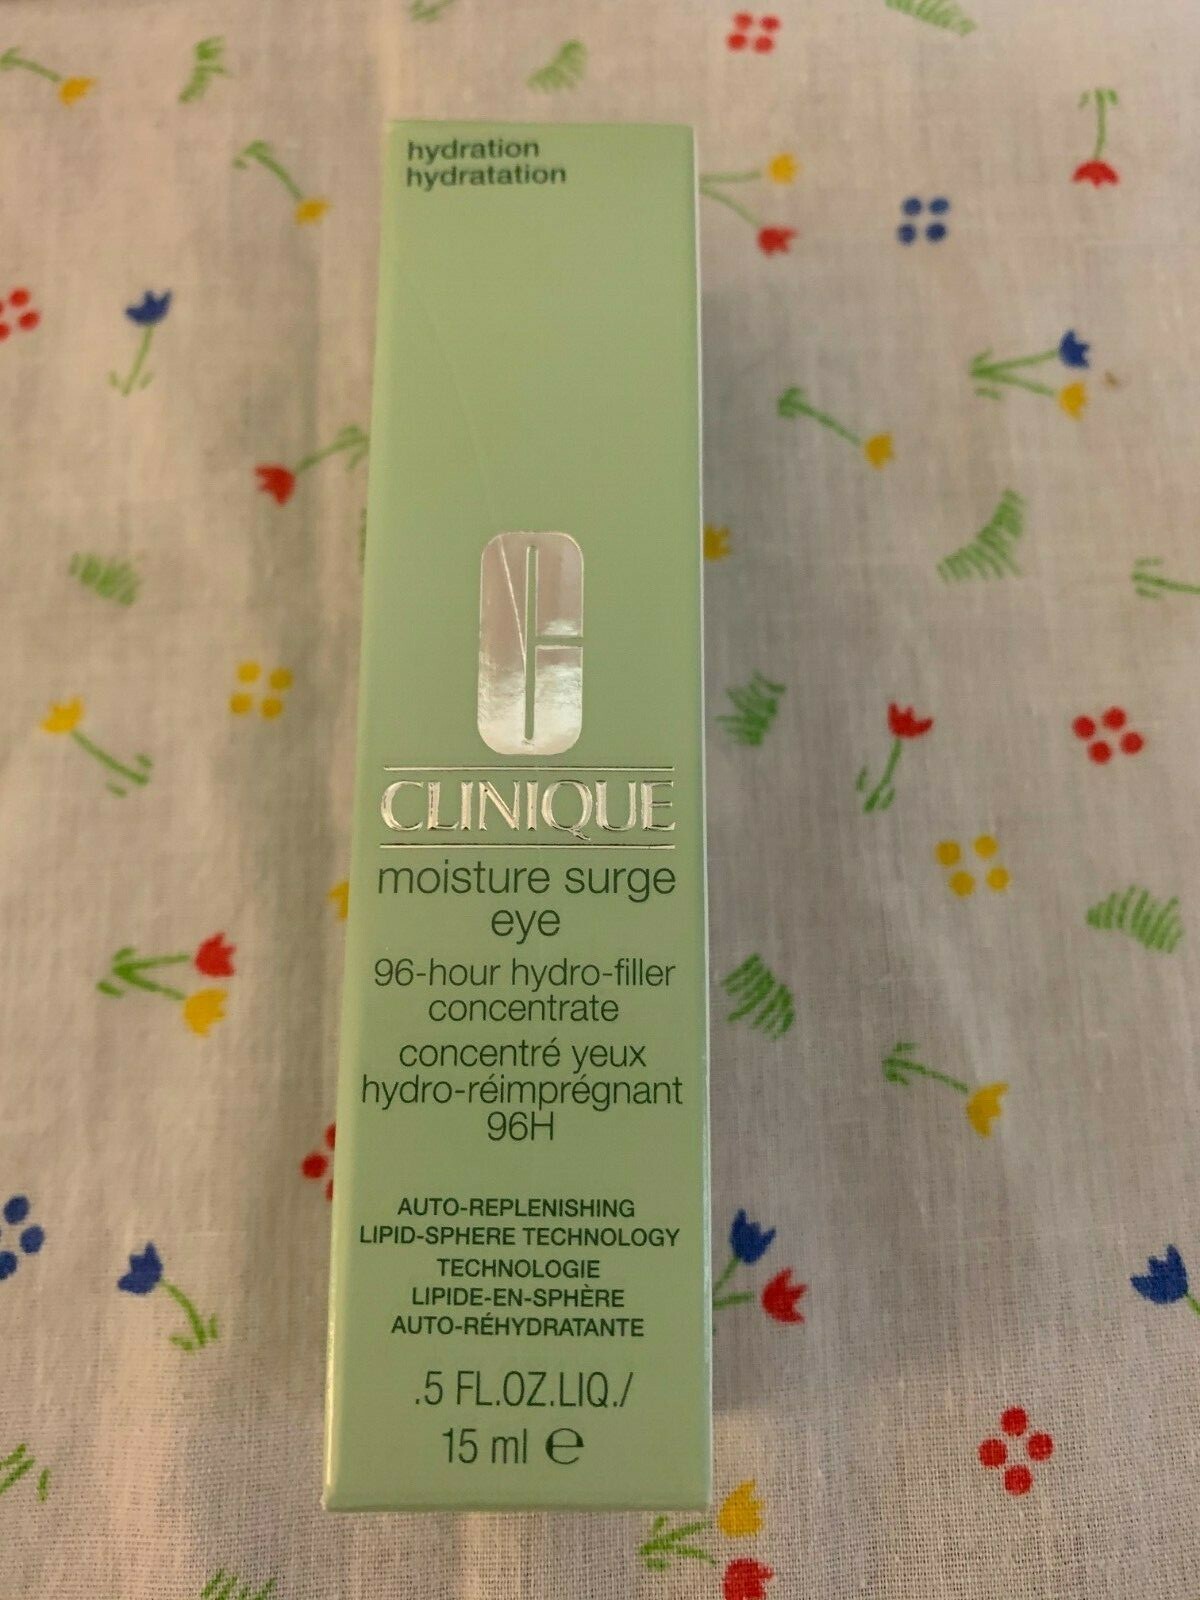 hydration
hydratation
CLINIQUE
moisture surge
eye
96-hour hydro-filler
concentrate
concentré yeux
hydro-réimprégnant
96H
AUTO-REPLENISHING
LIPID-SPHERE TECHNOLOGY
TECHNOLOGIE
LIPIDE-EN-SPHÈRE
AUTO-RÉHYDRATANTE
.5 FL.OZ.LIQ./
15 ml ℮